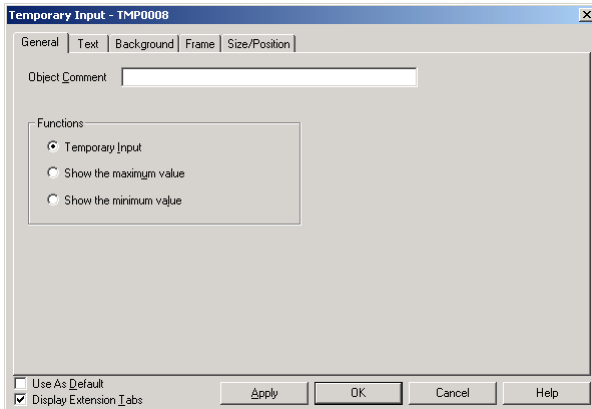 Temporary Input - TMP0008
General Text Background Frame Size/Position
Object Comment
Functions
Temporary Input
Show the maximum value
Show the minimum value
Use As Default
Display Extension Tabs
Apply OK Cancel Help